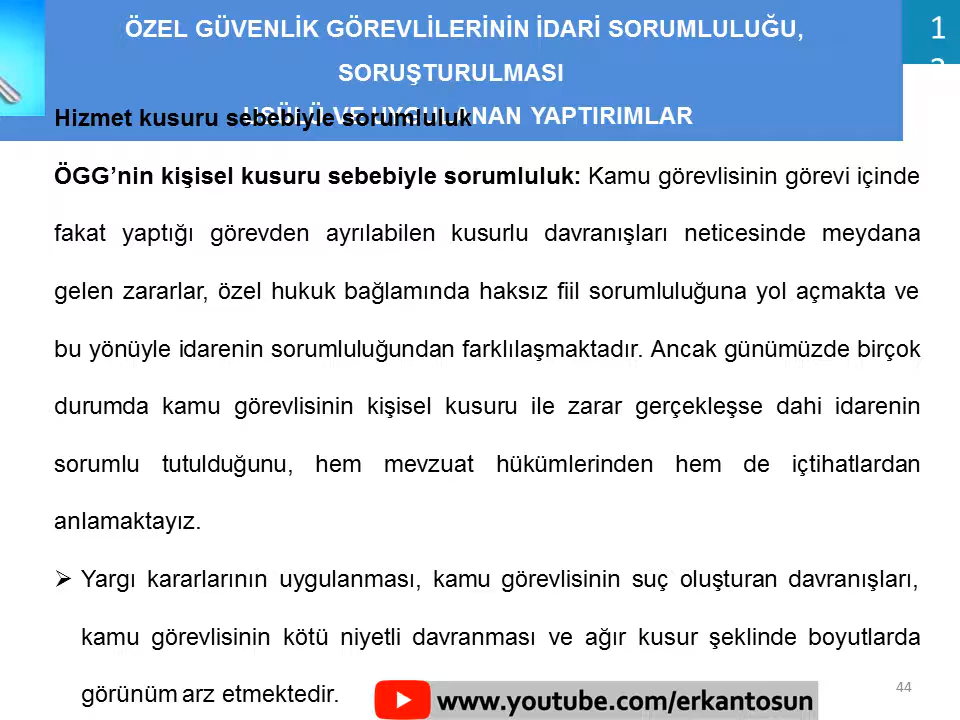 ÖZEL GÜVENLİK GÖREVLİLERİNİN İDARİ SORUMLULUĞU,
SORUŞTURULMASI
USÛLÜ VE UYGULANAN YAPTIRIMLAR
Hizmet kusuru sebebiyle sorumluluk
ÖGG’nin kişisel kusuru sebebiyle sorumluluk: Kamu görevlisinin görevi içinde
fakat yaptığı görevden ayrılabilen kusurlu davranışları neticesinde meydana
gelen zararlar, özel hukuk bağlamında haksız fiil sorumluluğuna yol açmakta ve
bu yönüyle idarenin sorumluluğundan farklılaşmaktadır. Ancak günümüzde birçok
durumda kamu görevlisinin kişisel kusuru ile zarar gerçekleşse dahi idarenin
sorumlu tutulduğunu, hem mevzuat hükümlerinden hem de içtihatlardan
anlamaktayız.
➢ Yargı kararlarının uygulanması, kamu görevlisinin suç oluşturan davranışları,
kamu görevlisinin kötü niyetli davranması ve ağır kusur şeklinde boyutlarda
görünüm arz etmektedir.
www.youtube.com/erkantosun
44